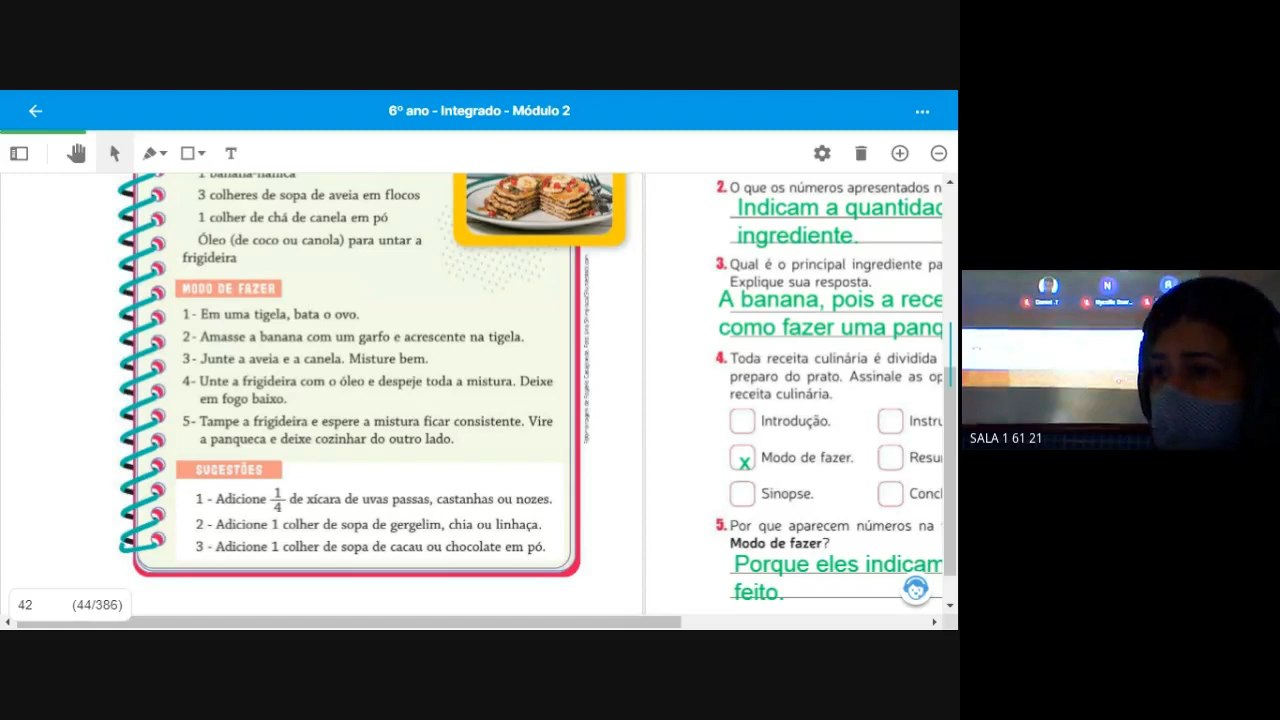 6º ano - Integrado - Módulo 2
1 banana-nanica
3 colheres de sopa de aveia em flocos
1 colher de chá de canela em pó
Óleo (de coco ou canola) para untar a
frigideira
MODO DE FAZER
1- Em uma tigela, bata o ovo.
2- Amasse a banana com um garfo e acrescente na tigela.
3- Junte a aveia e a canela. Misture bem.
4- Unte a frigideira com o óleo e despeje toda a mistura. Deixe
em fogo baixo.
5- Tampe a frigideira e espere a mistura ficar consistente. Vire
a panqueca e deixe cozinhar do outro lado.
SUGESTÕES
1 - Adicione 1/4 de xícara de uvas passas, castanhas ou nozes.
2 - Adicione 1 colher de sopa de gergelim, chia ou linhaça.
3 - Adicione 1 colher de sopa de cacau ou chocolate em pó.
42 (44/386)
2. O que os números apresentados n
Indicam a quantidad
ingrediente.
3. Qual é o principal ingrediente pa
Explique sua resposta.
A banana, pois a rece
como fazer uma panq
4. Toda receita culinária é dividida
preparo do prato. Assinale as op
receita culinária.
Introdução. Instru
x Modo de fazer. Resu
Sinopse. Concl
5. Por que aparecem números na
Modo de fazer?
Porque eles indicam
feito.
SALA 1 61 21